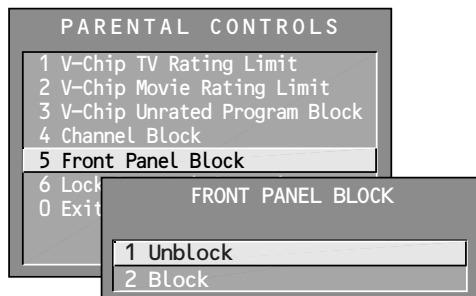 PARENTAL CONTROLS
1 V-Chip TV Rating Limit
2 V-Chip Movie Rating Limit
3 V-Chip Unrated Program Block
4 Channel Block
5 Front Panel Block
6 Lock
0 Exit
FRONT PANEL BLOCK
1 Unblock
2 Block